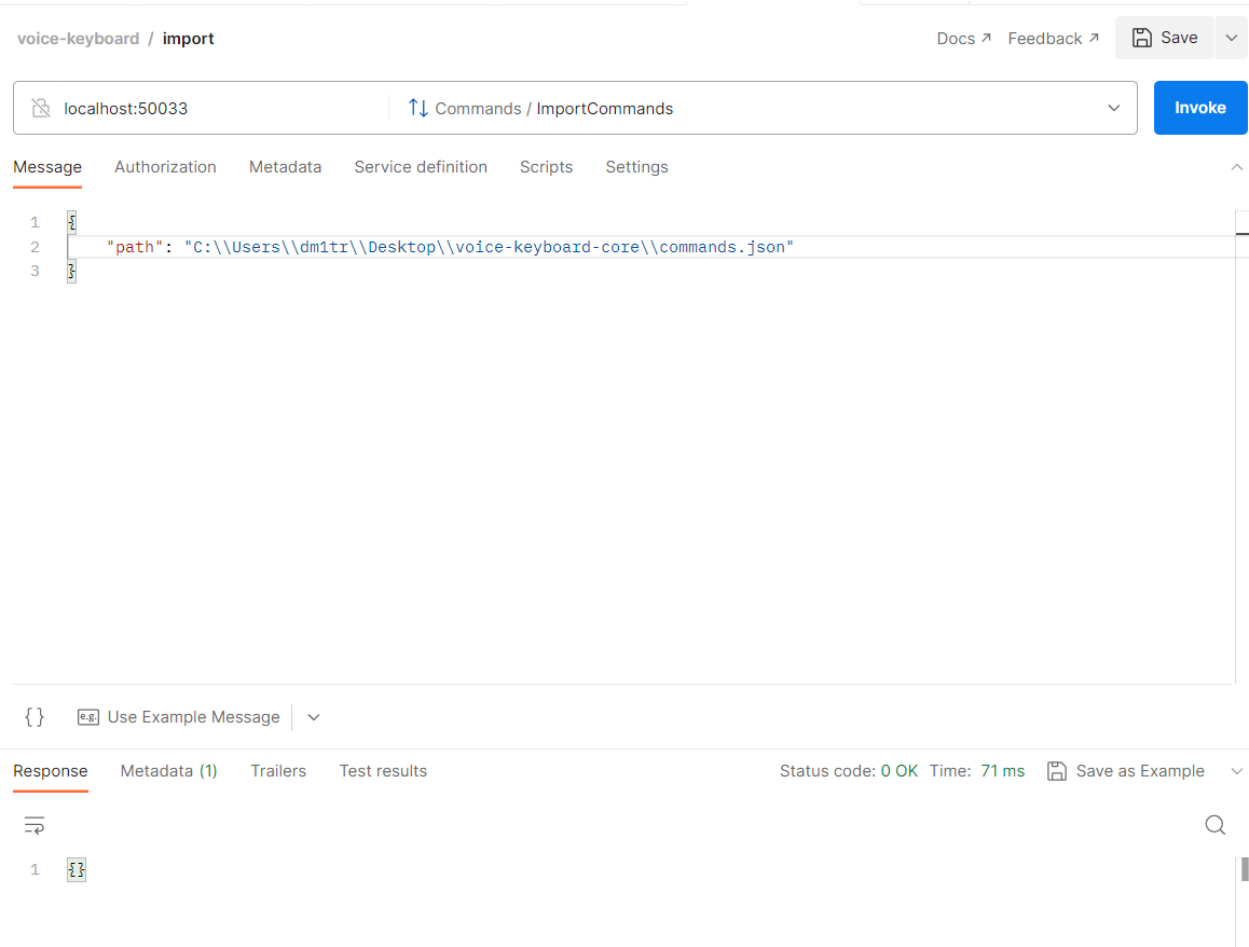 voice-keyboard / import
Docs ↗ Feedback ↗ Save
localhost:50033 Commands / ImportCommands Invoke
Message Authorization Metadata Service definition Scripts Settings
1 {
2 "path": "C:\\Users\\dm1tr\\Desktop\\voice-keyboard-core\\commands.json"
3 }
{} e.g. Use Example Message
Response Metadata (1) Trailers Test results Status code: 0 OK Time: 71 ms Save as Example
1 {}